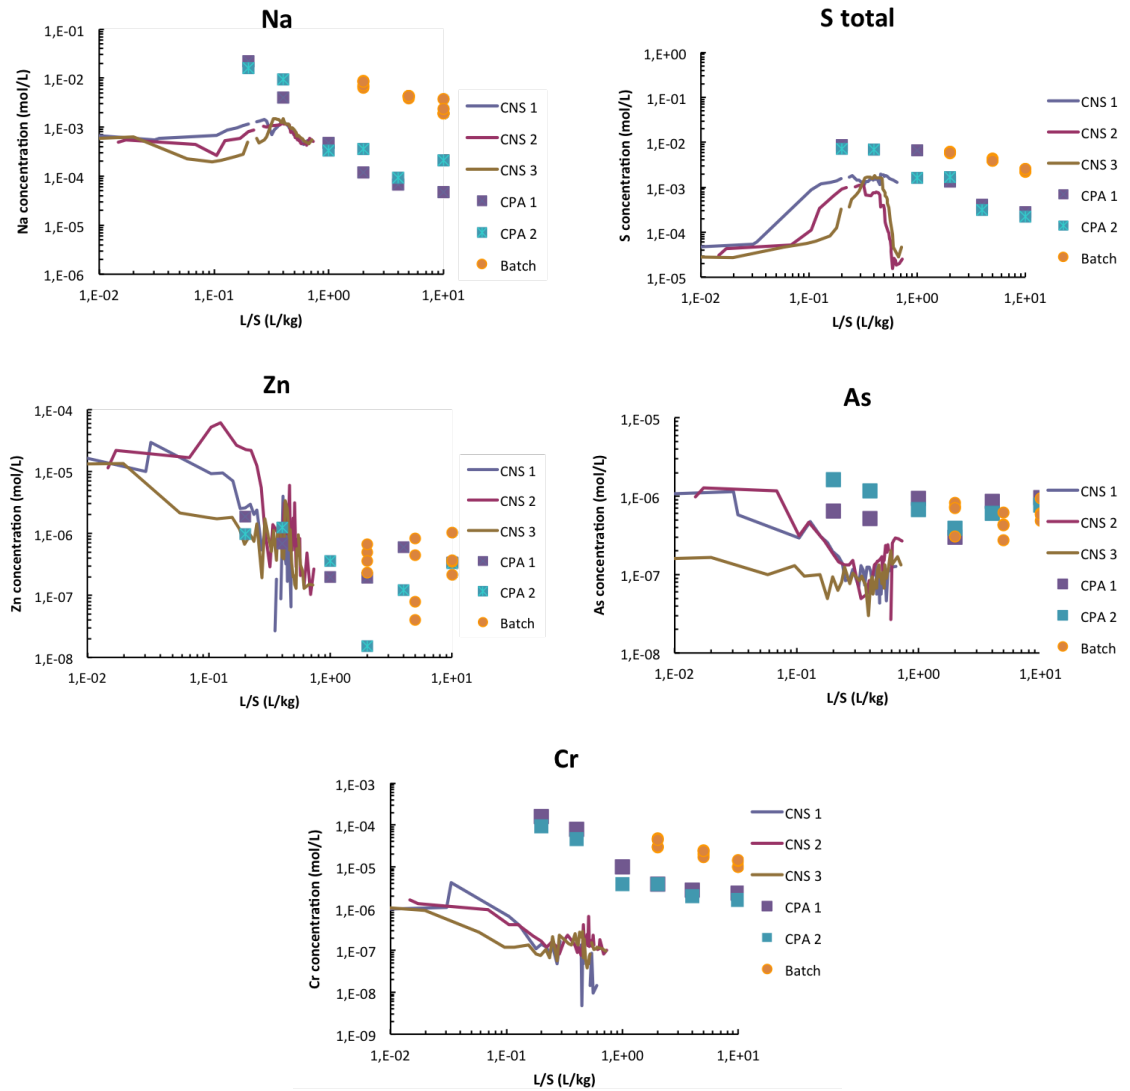 Na
1,E-01
1,E-02
1,E-03
1,E-04
1,E-05
1,E-06
Na concentration (mol/L)
1,E-02 1,E-01 1,E+00 1,E+01
L/S (L/kg)
CNS 1
CNS 2
CNS 3
CPA 1
CPA 2
Batch
S total
1,E+00
1,E-01
1,E-02
1,E-03
1,E-04
1,E-05
S concentration (mol/L)
1,E-02 1,E-01 1,E+00 1,E+01
L/S (L/kg)
CNS 1
CNS 2
CNS 3
CPA 1
CPA 2
Batch
Zn
1,E-04
1,E-05
1,E-06
1,E-07
1,E-08
Zn concentration (mol/L)
1,E-02 1,E-01 1,E+00 1,E+01
L/S (L/kg)
CNS 1
CNS 2
CNS 3
CPA 1
CPA 2
Batch
As
1,E-05
1,E-06
1,E-07
1,E-08
As concentration (mol/L)
1,E-02 1,E-01 1,E+00 1,E+01
L/S (L/kg)
CNS 1
CNS 2
CNS 3
CPA 1
CPA 2
Batch
Cr
1,E-03
1,E-04
1,E-05
1,E-06
1,E-07
1,E-08
1,E-09
Cr concentration (mol/L)
1,E-02 1,E-01 1,E+00 1,E+01
L/S (L/kg)
CNS 1
CNS 2
CNS 3
CPA 1
CPA 2
Batch